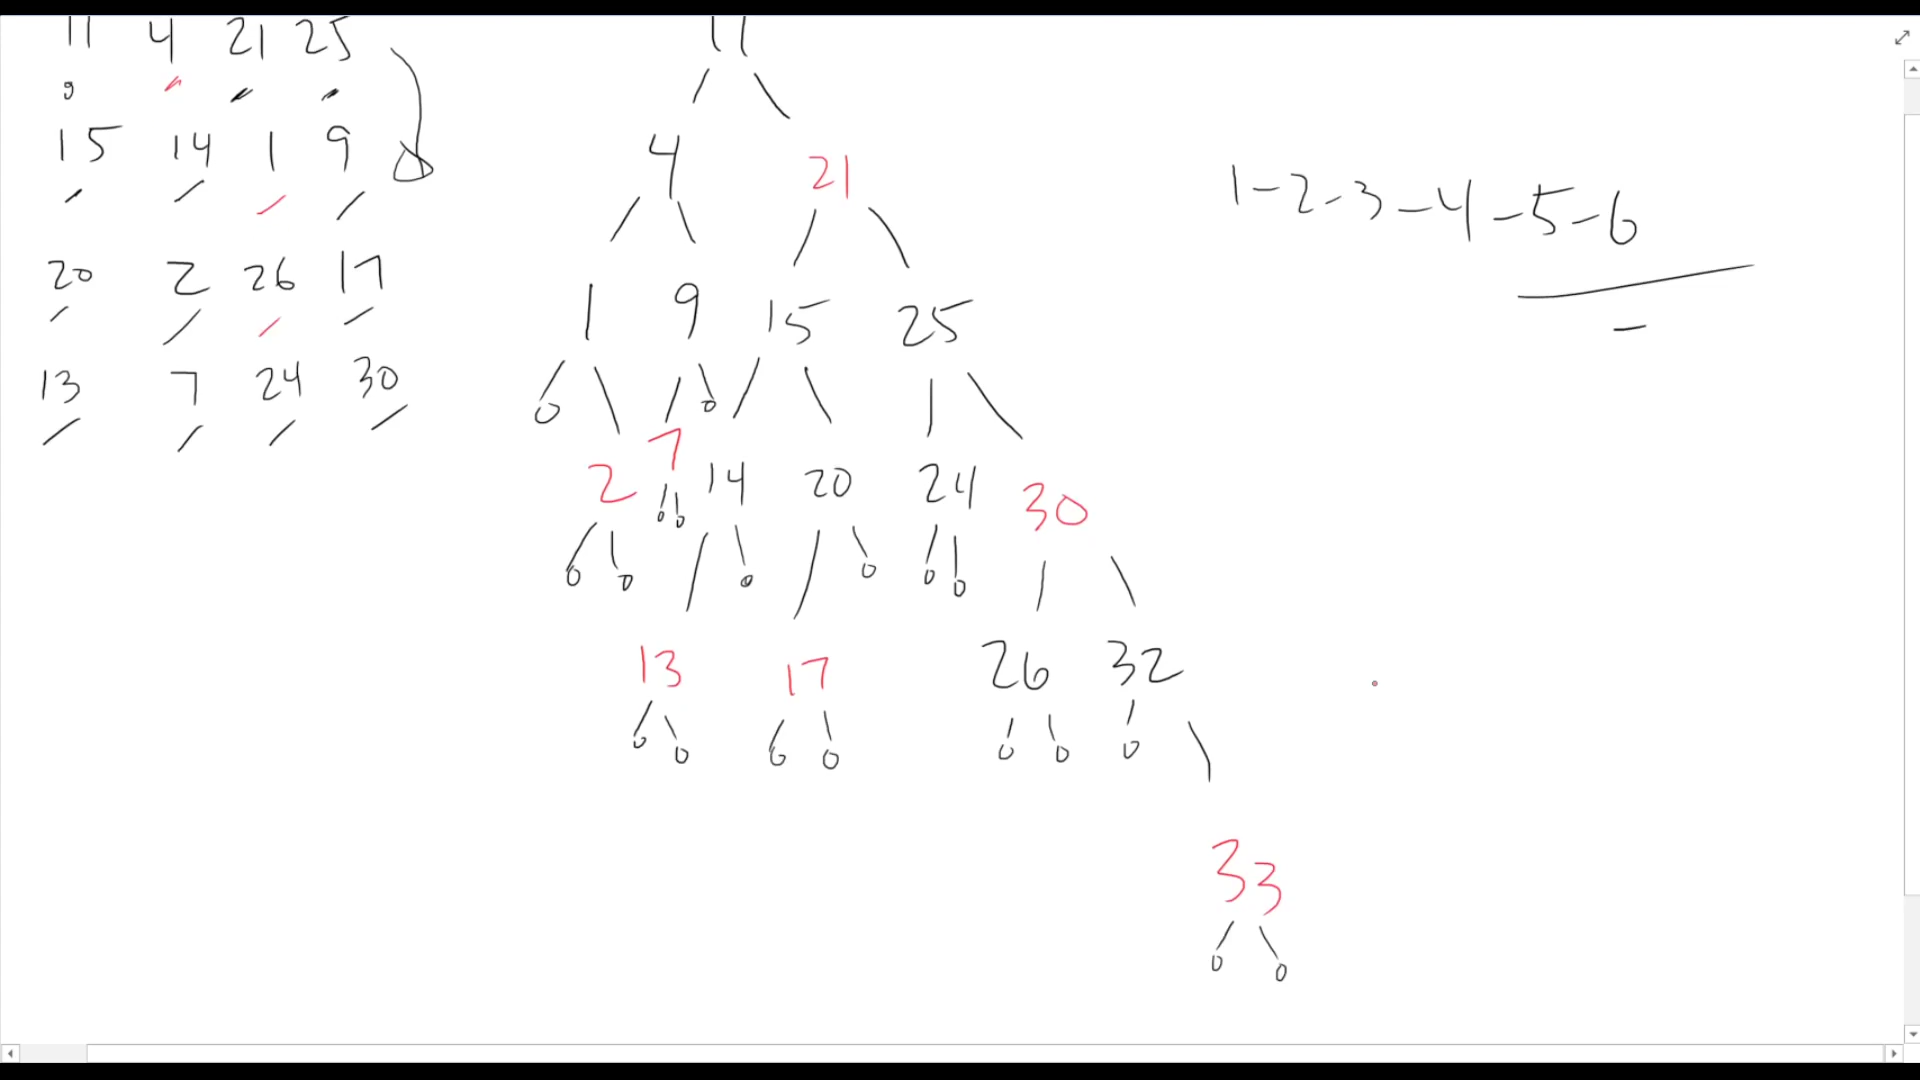 11 4 21 25
15 14 1 9
20 2 26 17
13 7 24 30
11
4 21
1 9 15 25
0 0
2 7 14 20 24 30
0 0 0 0 0 0 0 0 0
13 17 26 32
0 0 0 0 0 0 0
33
0 0
1-2-3-4-5-6